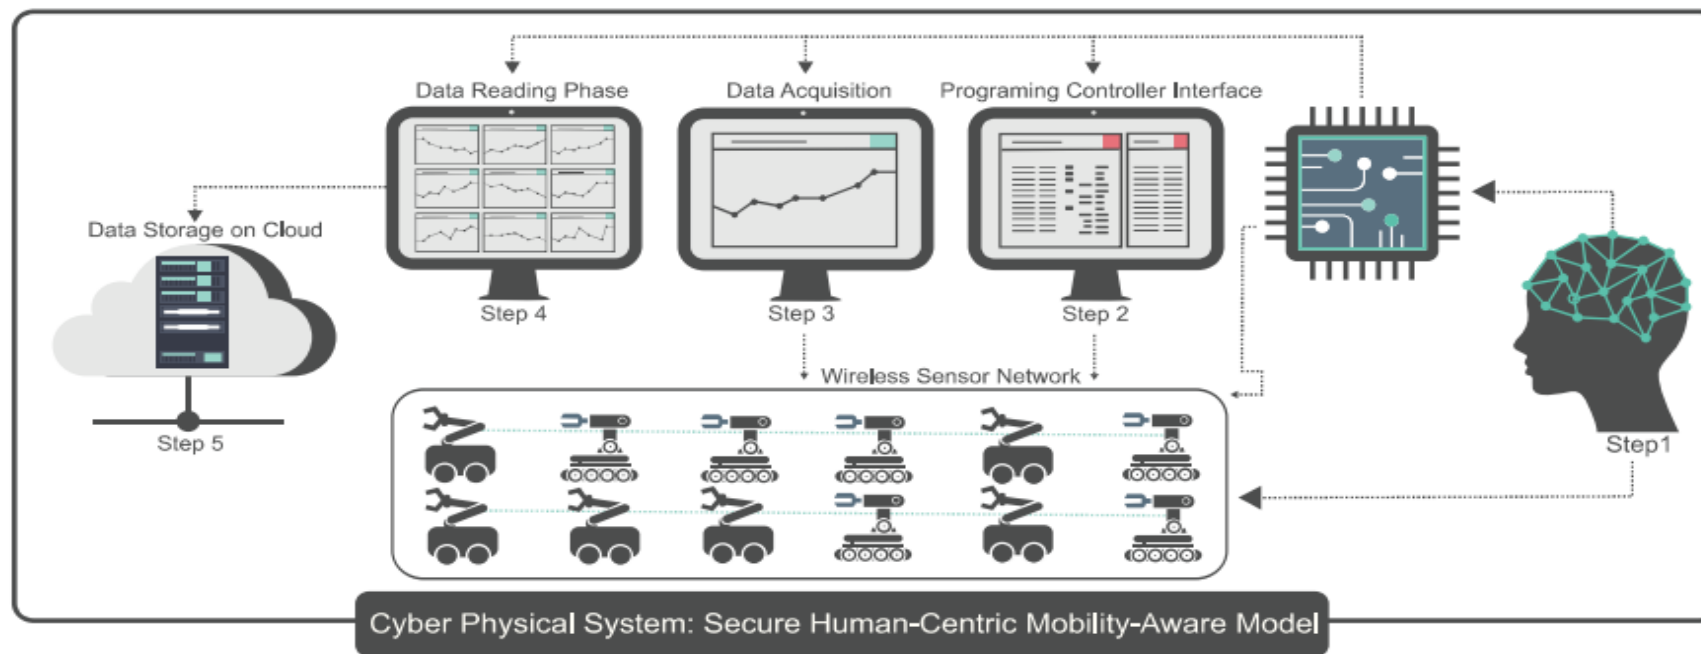 Data Reading Phase
Data Acquisition
Programing Controller Interface
Data Storage on Cloud
Step 4
Step 3
Step 2
Wireless Sensor Network
Step 5
Step1
Cyber Physical System: Secure Human-Centric Mobility-Aware Model